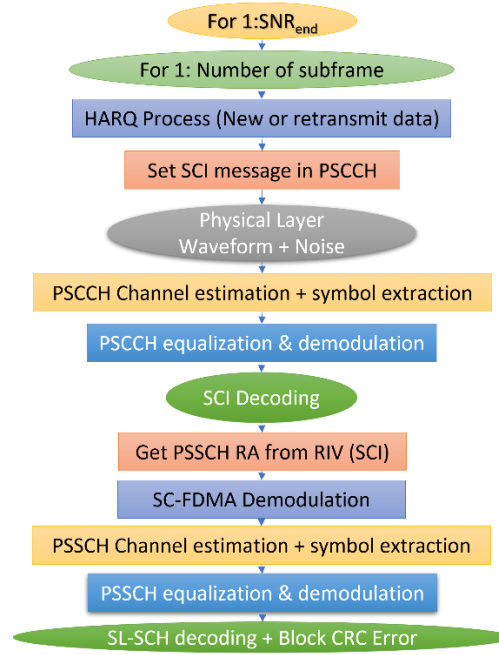 For 1:SNRend
For 1: Number of subframe
HARQ Process (New or retransmit data)
Set SCI message in PSCCH
Physical Layer
Waveform + Noise
PSCCH Channel estimation + symbol extraction
PSCCH equalization & demodulation
SCI Decoding
Get PSSCH RA from RIV (SCI)
SC-FDMA Demodulation
PSSCH Channel estimation + symbol extraction
PSSCH equalization & demodulation
SL-SCH decoding + Block CRC Error